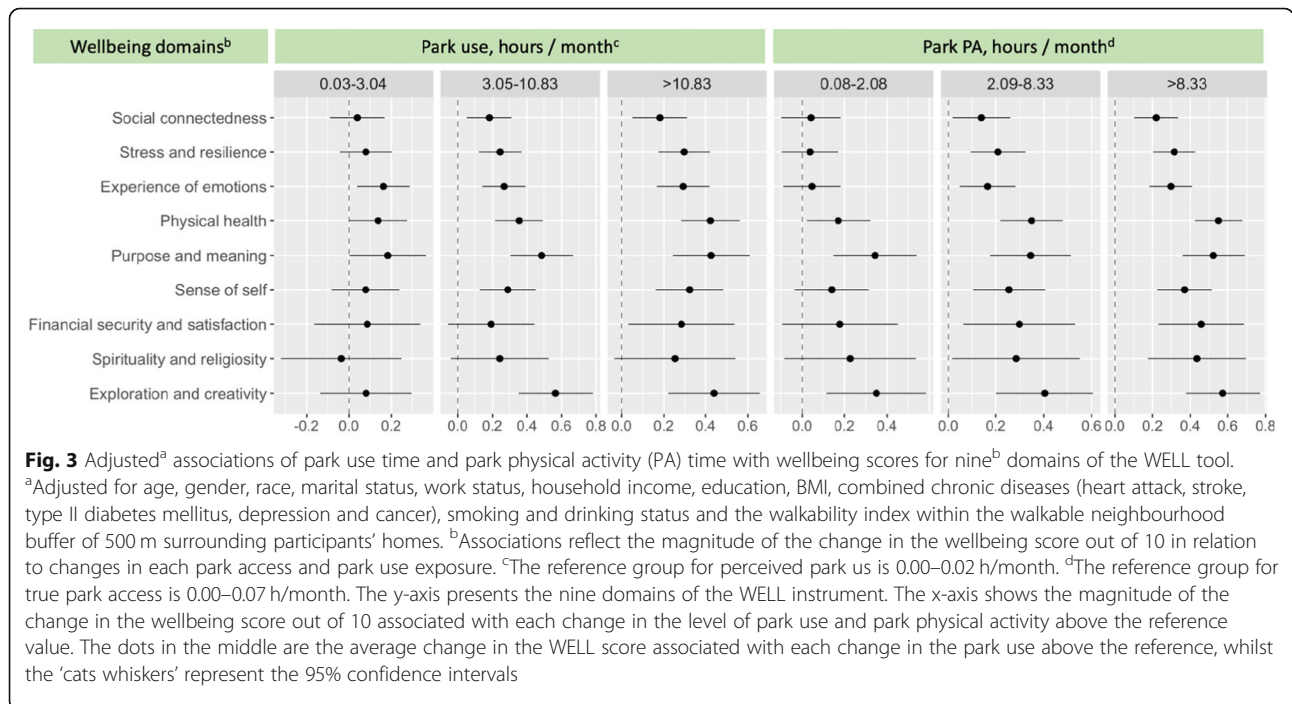 Wellbeing domainsᵇ Park use, hours / monthᶜ Park PA, hours / monthᵈ
0.03-3.04 3.05-10.83 >10.83 0.08-2.08 2.09-8.33 >8.33
Social connectedness
Stress and resilience
Experience of emotions
Physical health
Purpose and meaning
Sense of self
Financial security and satisfaction
Spirituality and religiosity
Exploration and creativity
-0.2 0.0 0.2 0.0 0.2 0.4 0.6 0.8 0.0 0.2 0.4 0.6 0.0 0.2 0.4 0.0 0.2 0.4 0.6 0.0 0.2 0.4 0.6 0.8
Fig. 3 Adjustedᵃ associations of park use time and park physical activity (PA) time with wellbeing scores for nineᵇ domains of the WELL tool.
ᵃAdjusted for age, gender, race, marital status, work status, household income, education, BMI, combined chronic diseases (heart attack, stroke,
type II diabetes mellitus, depression and cancer), smoking and drinking status and the walkability index within the walkable neighbourhood
buffer of 500 m surrounding participants' homes. ᵇAssociations reflect the magnitude of the change in the wellbeing score out of 10 in relation
to changes in each park access and park use exposure. ᶜThe reference group for perceived park us is 0.00–0.02 h/month. ᵈThe reference group for
true park access is 0.00–0.07 h/month. The y-axis presents the nine domains of the WELL instrument. The x-axis shows the magnitude of the
change in the wellbeing score out of 10 associated with each change in the level of park use and park physical activity above the reference
value. The dots in the middle are the average change in the WELL score associated with each change in the park use above the reference, whilst
the 'cats whiskers' represent the 95% confidence intervals